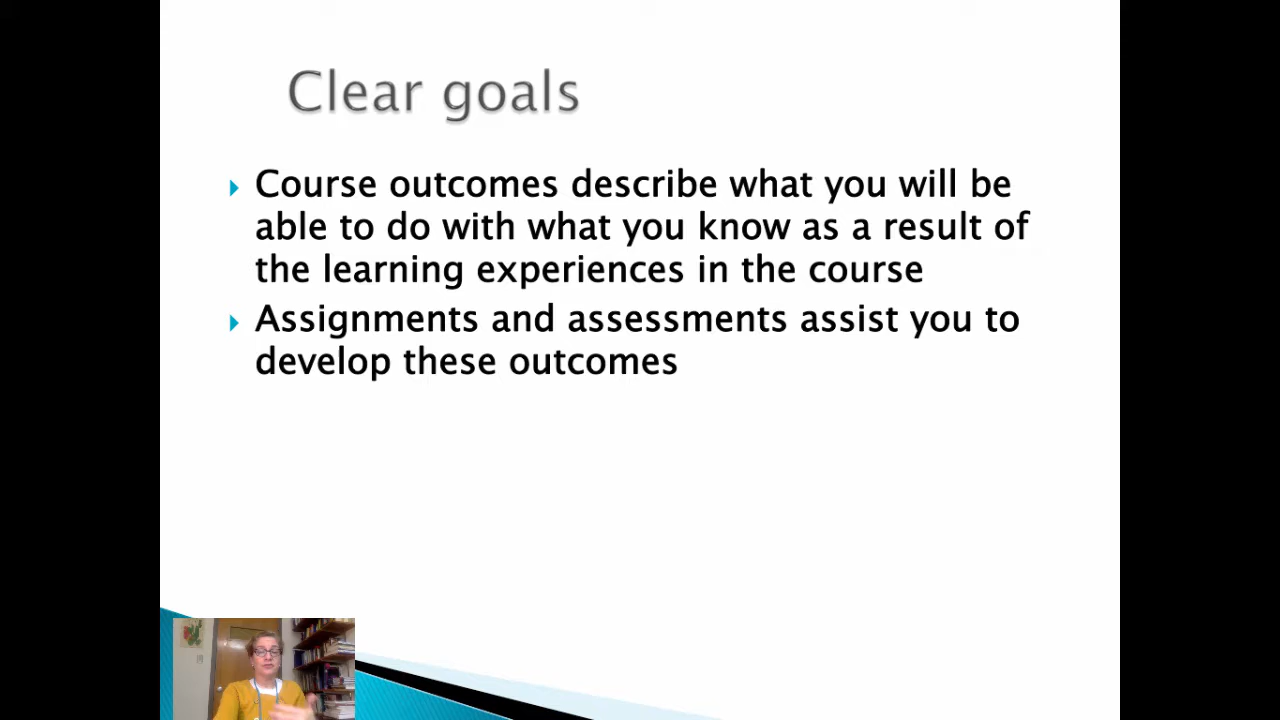 Clear goals
Course outcomes describe what you will be
able to do with what you know as a result of
the learning experiences in the course
Assignments and assessments assist you to
develop these outcomes